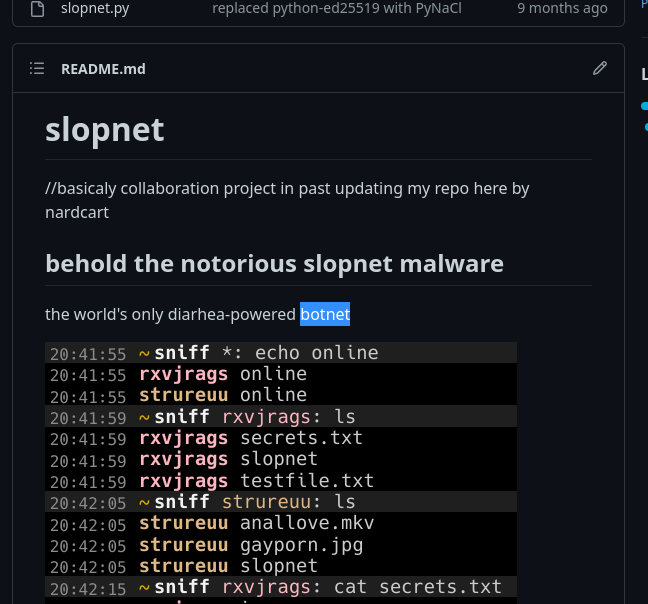 slopnet.py replaced python-ed25519 with PyNaCl 9 months ago
README.md
slopnet
//basicaly collaboration project in past updating my repo here by
nardcart
behold the notorious slopnet malware
the world's only diarhea-powered botnet
20:41:55 ~ sniff *: echo online
20:41:55 rxvjrags online
20:41:55 strureuu online
20:41:59 ~ sniff rxvjrags: ls
20:41:59 rxvjrags secrets.txt
20:41:59 rxvjrags slopnet
20:41:59 rxvjrags testfile.txt
20:42:05 ~ sniff strureuu: ls
20:42:05 strureuu anallove.mkv
20:42:05 strureuu gayporn.jpg
20:42:05 strureuu slopnet
20:42:15 ~ sniff rxvjrags: cat secrets.txt